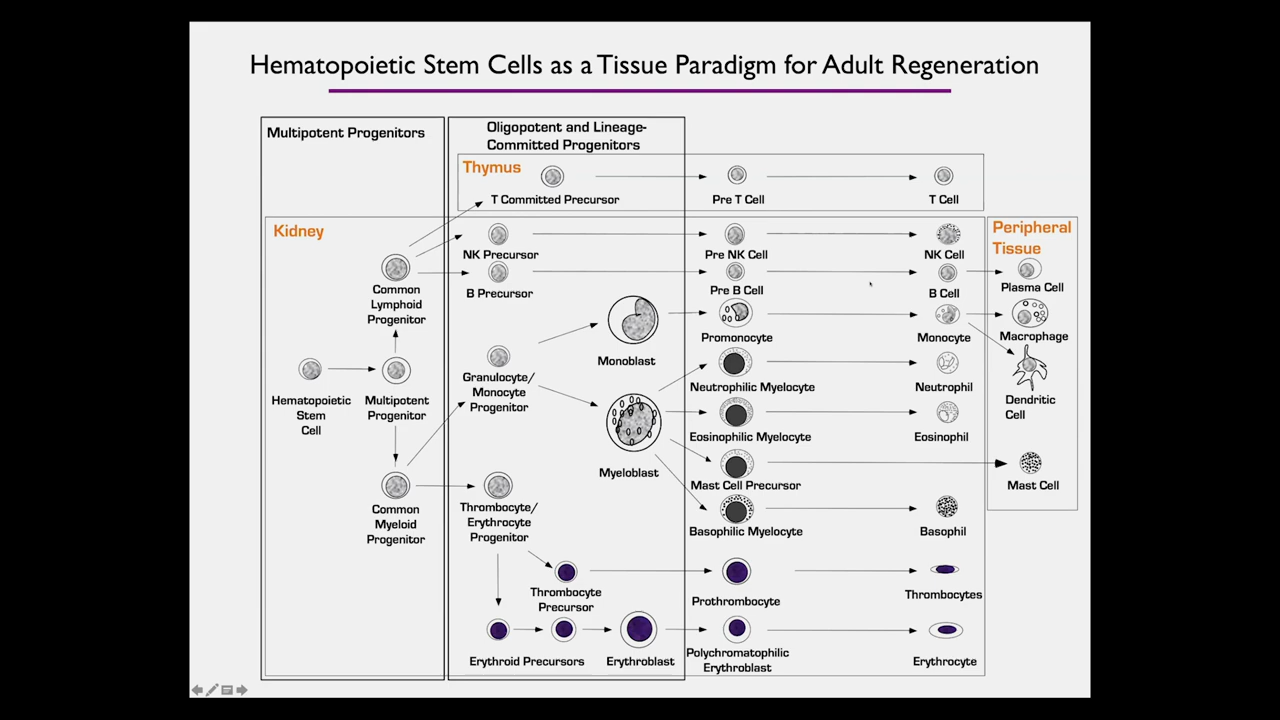 Hematopoietic Stem Cells as a Tissue Paradigm for Adult Regeneration
Multipotent Progenitors
Oligopotent and Lineage-
Committed Progenitors
Thymus
T Committed Precursor
Pre T Cell
T Cell
Kidney
Peripheral
Tissue
NK Precursor
Pre NK Cell
NK Cell
B Precursor
Pre B Cell
B Cell
Plasma Cell
Common
Lymphoid
Progenitor
Monoblast
Promonocyte
Monocyte
Macrophage
Dendritic
Cell
Hematopoietic
Stem
Cell
Multipotent
Progenitor
Granulocyte/
Monocyte
Progenitor
Neutrophilic Myelocyte
Neutrophil
Myeloblast
Eosinophilic Myelocyte
Eosinophil
Mast Cell Precursor
Mast Cell
Basophilic Myelocyte
Basophil
Common
Myeloid
Progenitor
Thrombocyte/
Erythrocyte
Progenitor
Thrombocyte
Precursor
Prothrombocyte
Thrombocytes
Erythroid Precursors
Erythroblast
Polychromatophilic
Erythroblast
Erythrocyte